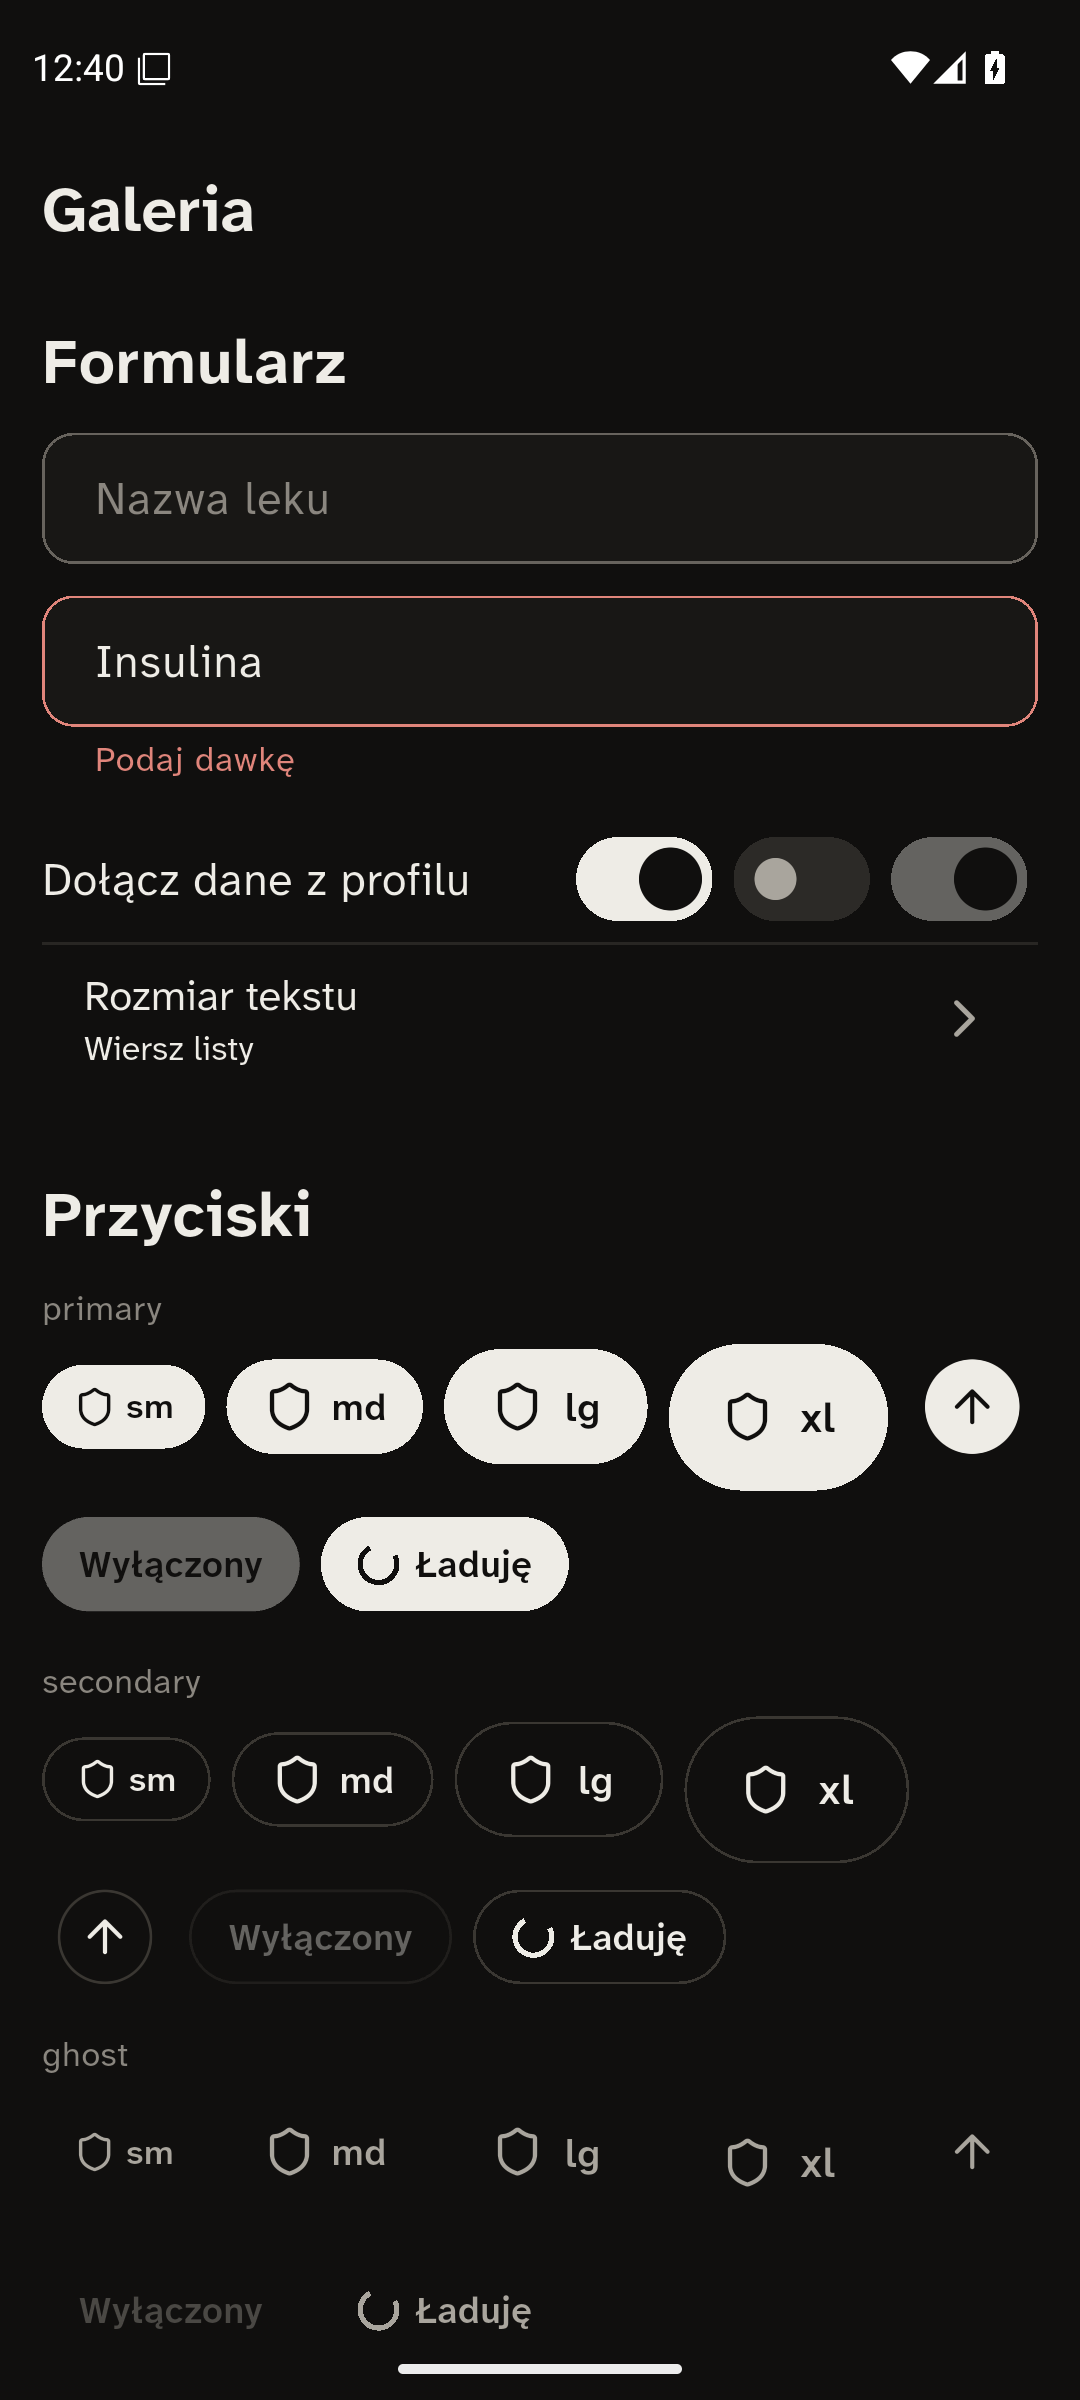 12:40
Galeria
Formularz
Nazwa leku
Insulina
Podaj dawkę
Dołącz dane z profilu
Rozmiar tekstu
Wiersz listy
Przyciski
primary
sm md lg xl
Wyłączony Ładuję
secondary
sm md lg xl
Wyłączony Ładuję
ghost
sm md lg xl
Wyłączony Ładuję